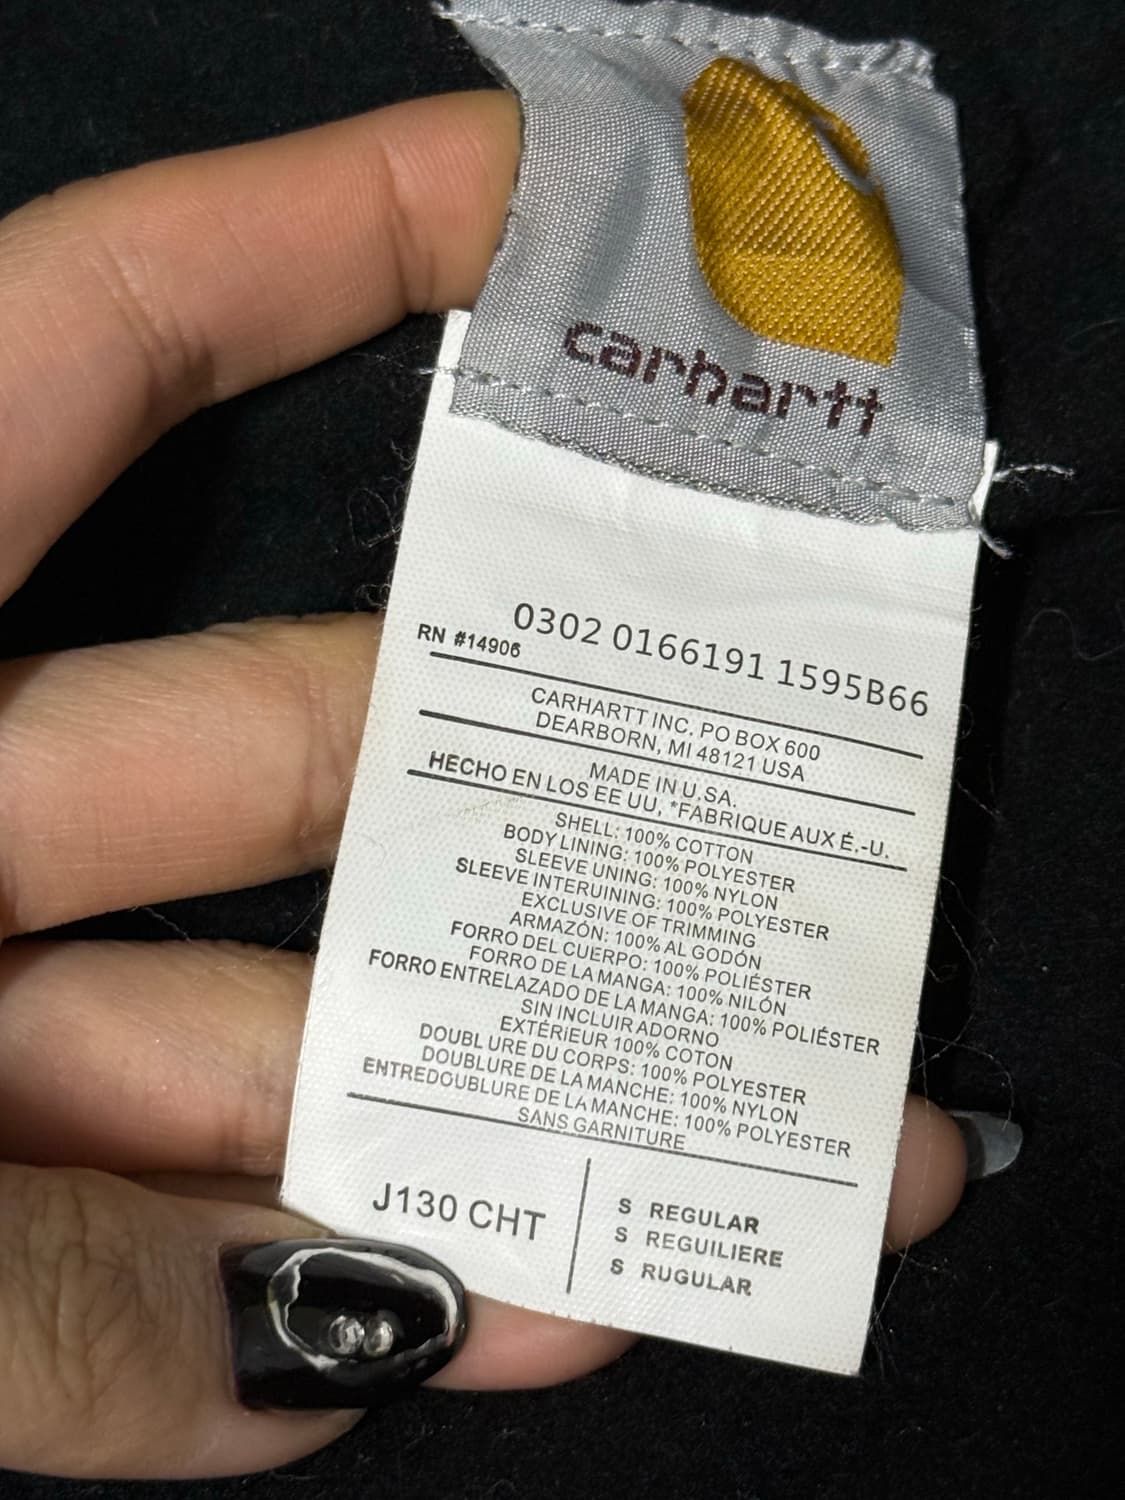 carhartt
0302 0166191 1595B66
RN #14906
CARHARTT INC. PO BOX 600
DEARBORN, MI 48121 USA
MADE IN U.SA.
HECHO EN LOS EE UU, *FABRIQUE AUX É.-U.
SHELL: 100% COTTON
BODY LINING: 100% POLYESTER
SLEEVE UNING: 100% NYLON
SLEEVE INTERUINING: 100% POLYESTER
EXCLUSIVE OF TRIMMING
ARMAZÓN: 100% AL GODÓN
FORRO DEL CUERPO: 100% POLIÉSTER
FORRO DE LA MANGA: 100% NILÓN
FORRO ENTRELAZADO DE LA MANGA: 100% POLIÉSTER
SIN INCLUIR ADORNO
EXTÉRIEUR 100% COTON
DOUBL URE DU CORPS: 100% POLYESTER
DOUBLURE DE LA MANCHE: 100% NYLON
ENTREDOUBLURE DE LA MANCHE: 100% POLYESTER
SANS GARNITURE
J130 CHT
S REGULAR
S REGUILIERE
S RUGULAR